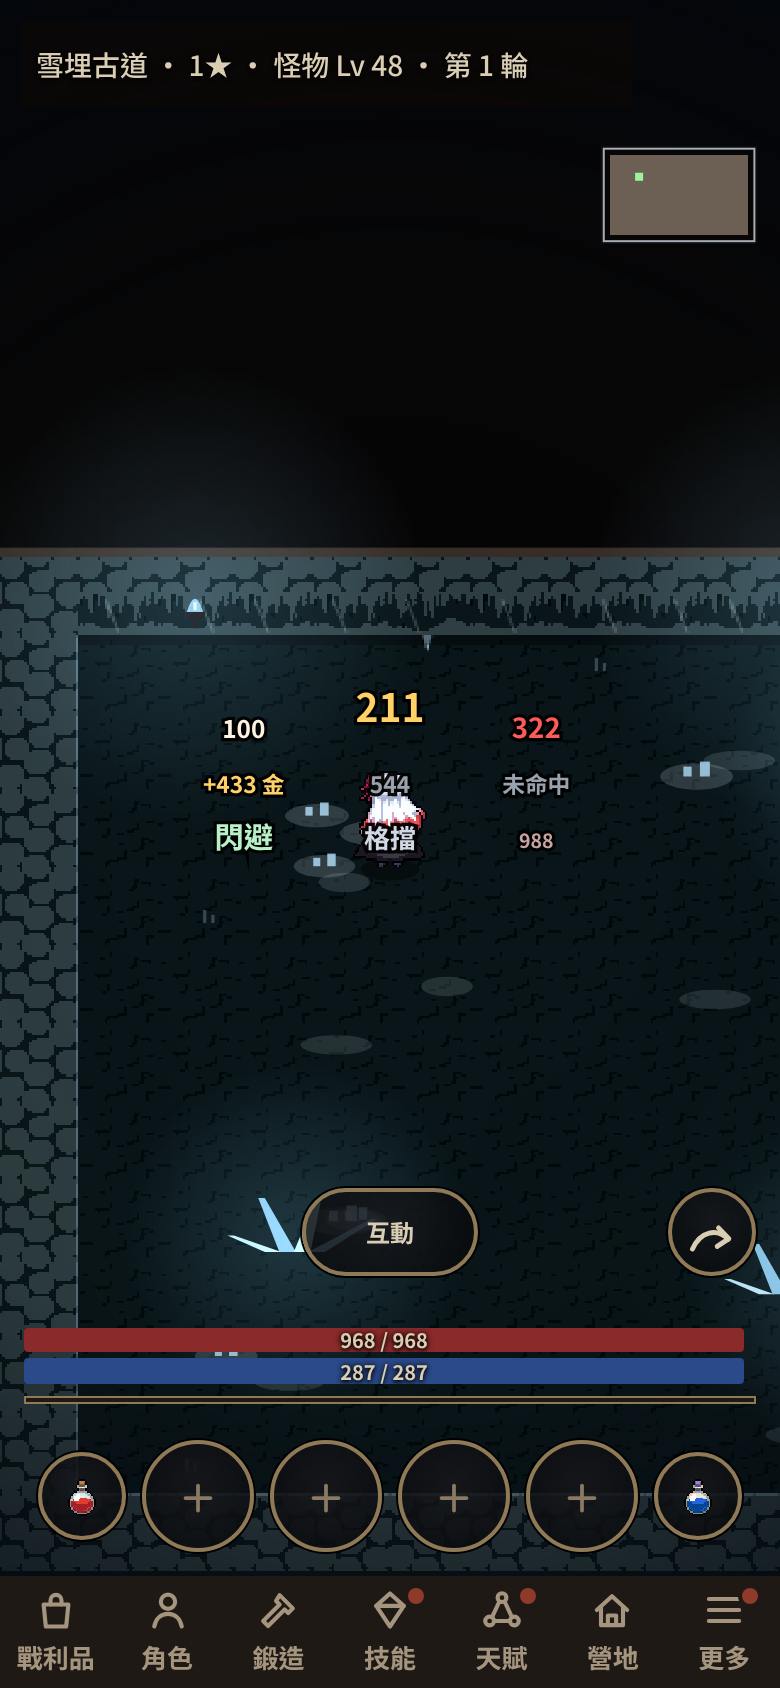 雪埋古道 · 1★ · 怪物 Lv 48 · 第 1 輪
211
100
322
+433 金
544
未命中
閃避
格擋
988
互動
968 / 968
287 / 287
戰利品
角色
鍛造
技能
天賦
營地
更多